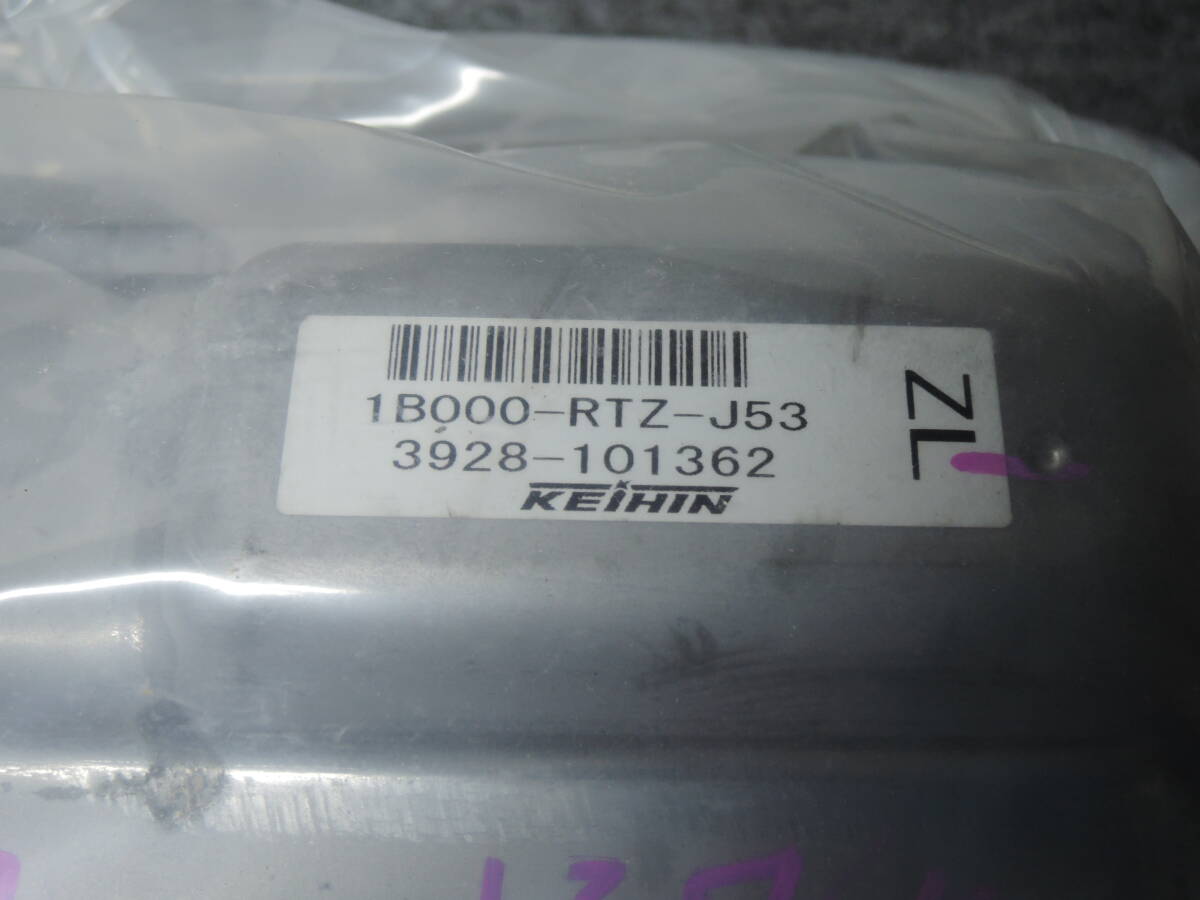 1B000-RTZ-J53
3928-101362
KEIHIN
ZL